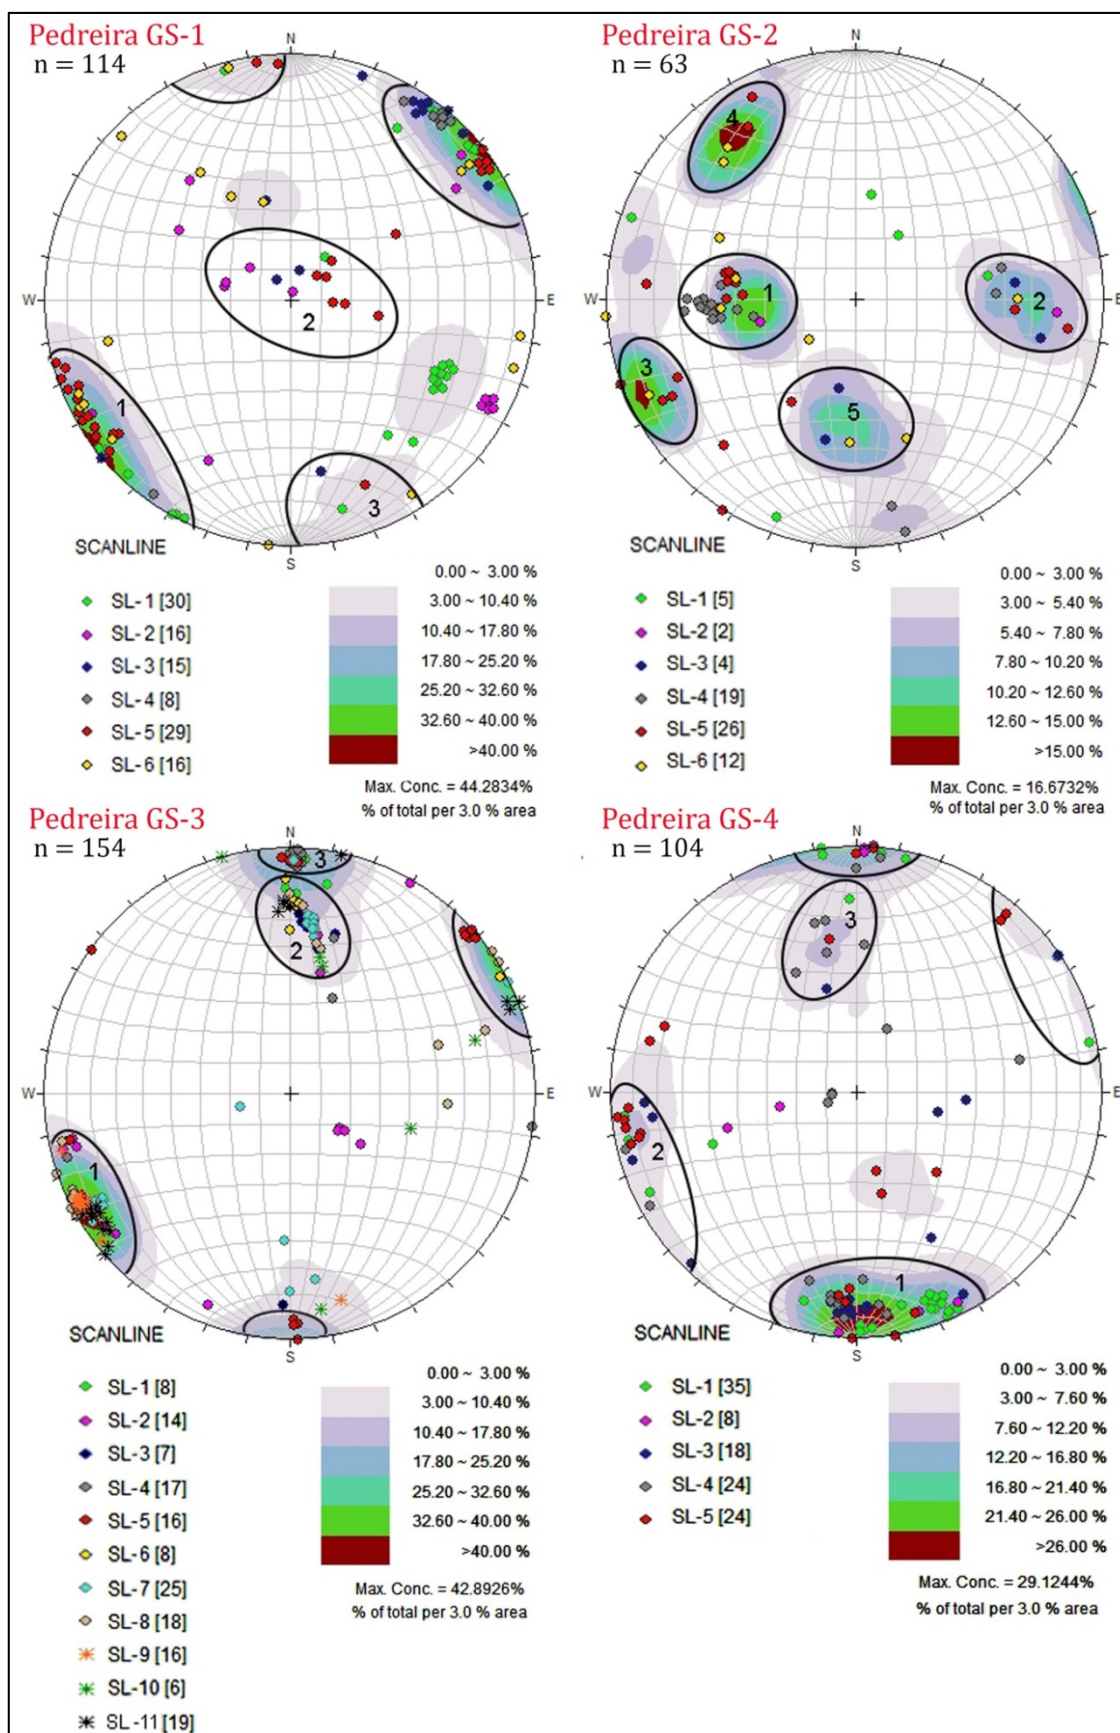 Pedreira GS-1
n = 114
N
W
E
S
1
2
3
SCANLINE
SL-1 [30]
SL-2 [16]
SL-3 [15]
SL-4 [8]
SL-5 [29]
SL-6 [16]
0.00 ~ 3.00 %
3.00 ~ 10.40 %
10.40 ~ 17.80 %
17.80 ~ 25.20 %
25.20 ~ 32.60 %
32.60 ~ 40.00 %
>40.00 %
Max. Conc. = 44.2834%
% of total per 3.0 % area
Pedreira GS-2
n = 63
N
W
E
S
4
1
2
3
5
SCANLINE
SL-1 [5]
SL-2 [2]
SL-3 [4]
SL-4 [19]
SL-5 [26]
SL-6 [12]
0.00 ~ 3.00 %
3.00 ~ 5.40 %
5.40 ~ 7.80 %
7.80 ~ 10.20 %
10.20 ~ 12.60 %
12.60 ~ 15.00 %
>15.00 %
Max. Conc. = 16.6732%
% of total per 3.0 % area
Pedreira GS-3
n = 154
N
W
E
S
3
2
1
SCANLINE
SL-1 [8]
SL-2 [14]
SL-3 [7]
SL-4 [17]
SL-5 [16]
SL-6 [8]
SL-7 [25]
SL-8 [18]
SL-9 [16]
SL-10 [6]
SL-11 [19]
0.00 ~ 3.00 %
3.00 ~ 10.40 %
10.40 ~ 17.80 %
17.80 ~ 25.20 %
25.20 ~ 32.60 %
32.60 ~ 40.00 %
>40.00 %
Max. Conc. = 42.8926%
% of total per 3.0 % area
Pedreira GS-4
n = 104
N
W
E
S
3
2
1
SCANLINE
SL-1 [35]
SL-2 [8]
SL-3 [18]
SL-4 [24]
SL-5 [24]
0.00 ~ 3.00 %
3.00 ~ 7.60 %
7.60 ~ 12.20 %
12.20 ~ 16.80 %
16.80 ~ 21.40 %
21.40 ~ 26.00 %
>26.00 %
Max. Conc. = 29.1244%
% of total per 3.0 % area